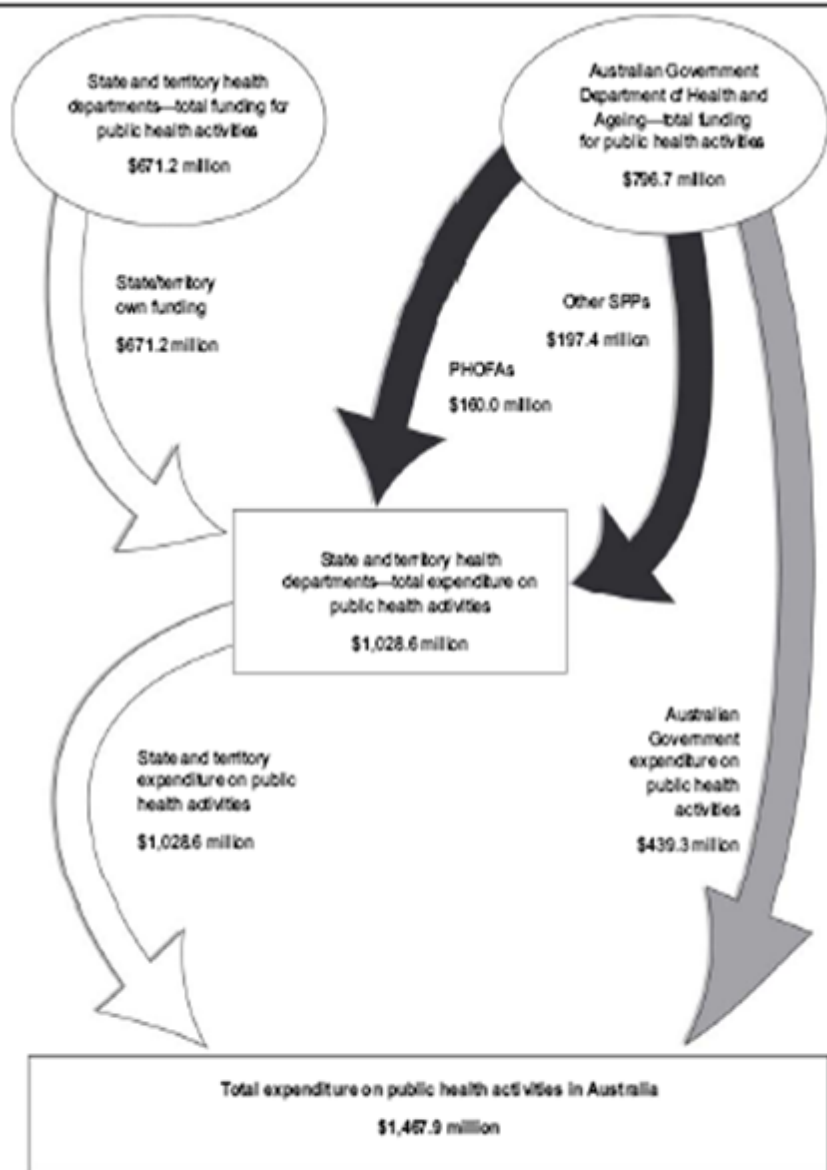 State and territory health
departments—total funding for
public health activities
$671.2 million
Australian Government
Department of Health and
Ageing—total funding
for public health activities
$796.7 million
State/territory
own funding
$671.2 million
Other SPPs
$197.4 million
PHOFAs
$160.0 million
State and territory health
departments—total expenditure on
public health activities
$1,028.6 million
State and territory
expenditure on public
health activities
$1,028.6 million
Australian
Government
expenditure on
public health
activities
$439.3 million
Total expenditure on public health activities in Australia
$1,467.9 million